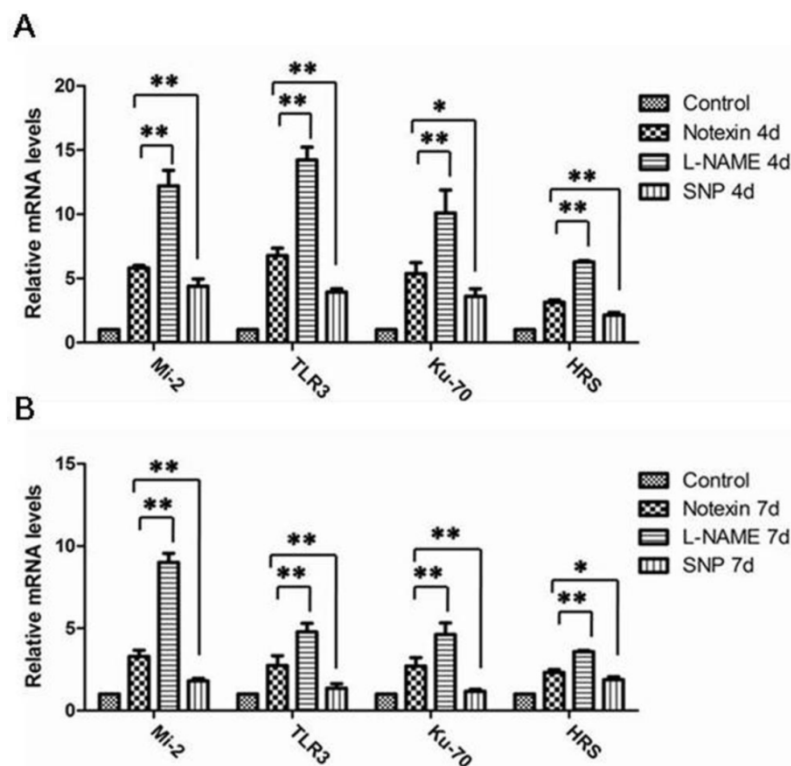 A
Relative mRNA levels
20
15
10
5
0
** ** ** ** * ** ** **
Mi-2 TLR3 Ku-70 HRS
Control
Notexin 4d
L-NAME 4d
SNP 4d
B
Relative mRNA levels
15
10
5
0
** ** ** ** ** ** * **
Mi-2 TLR3 Ku-70 HRS
Control
Notexin 7d
L-NAME 7d
SNP 7d